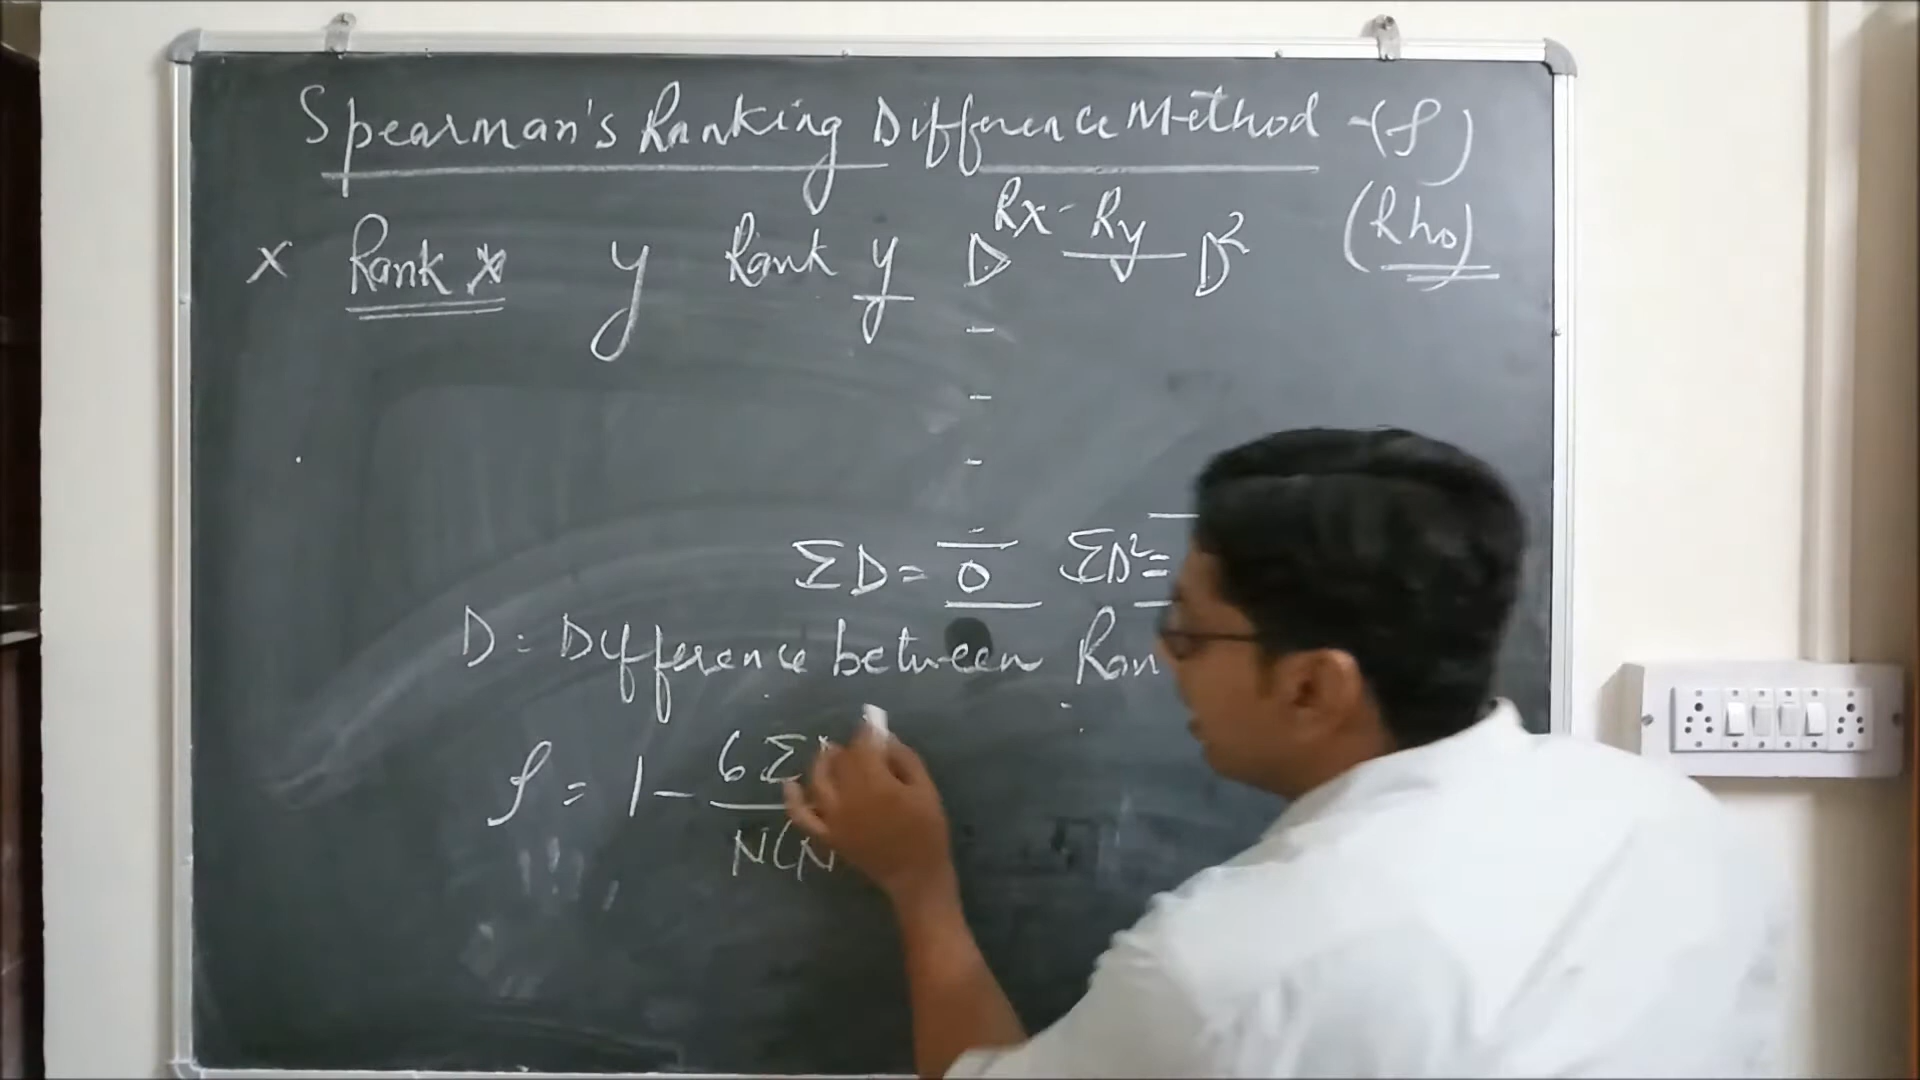 Spearman's Ranking Difference Method - (ρ)
(Rho)
Rx - Ry
X Rank x y Rank y D D²
ΣD = 0 ΣD² =
D : Difference between Ran
ρ = 1 - 6Σ
N(N